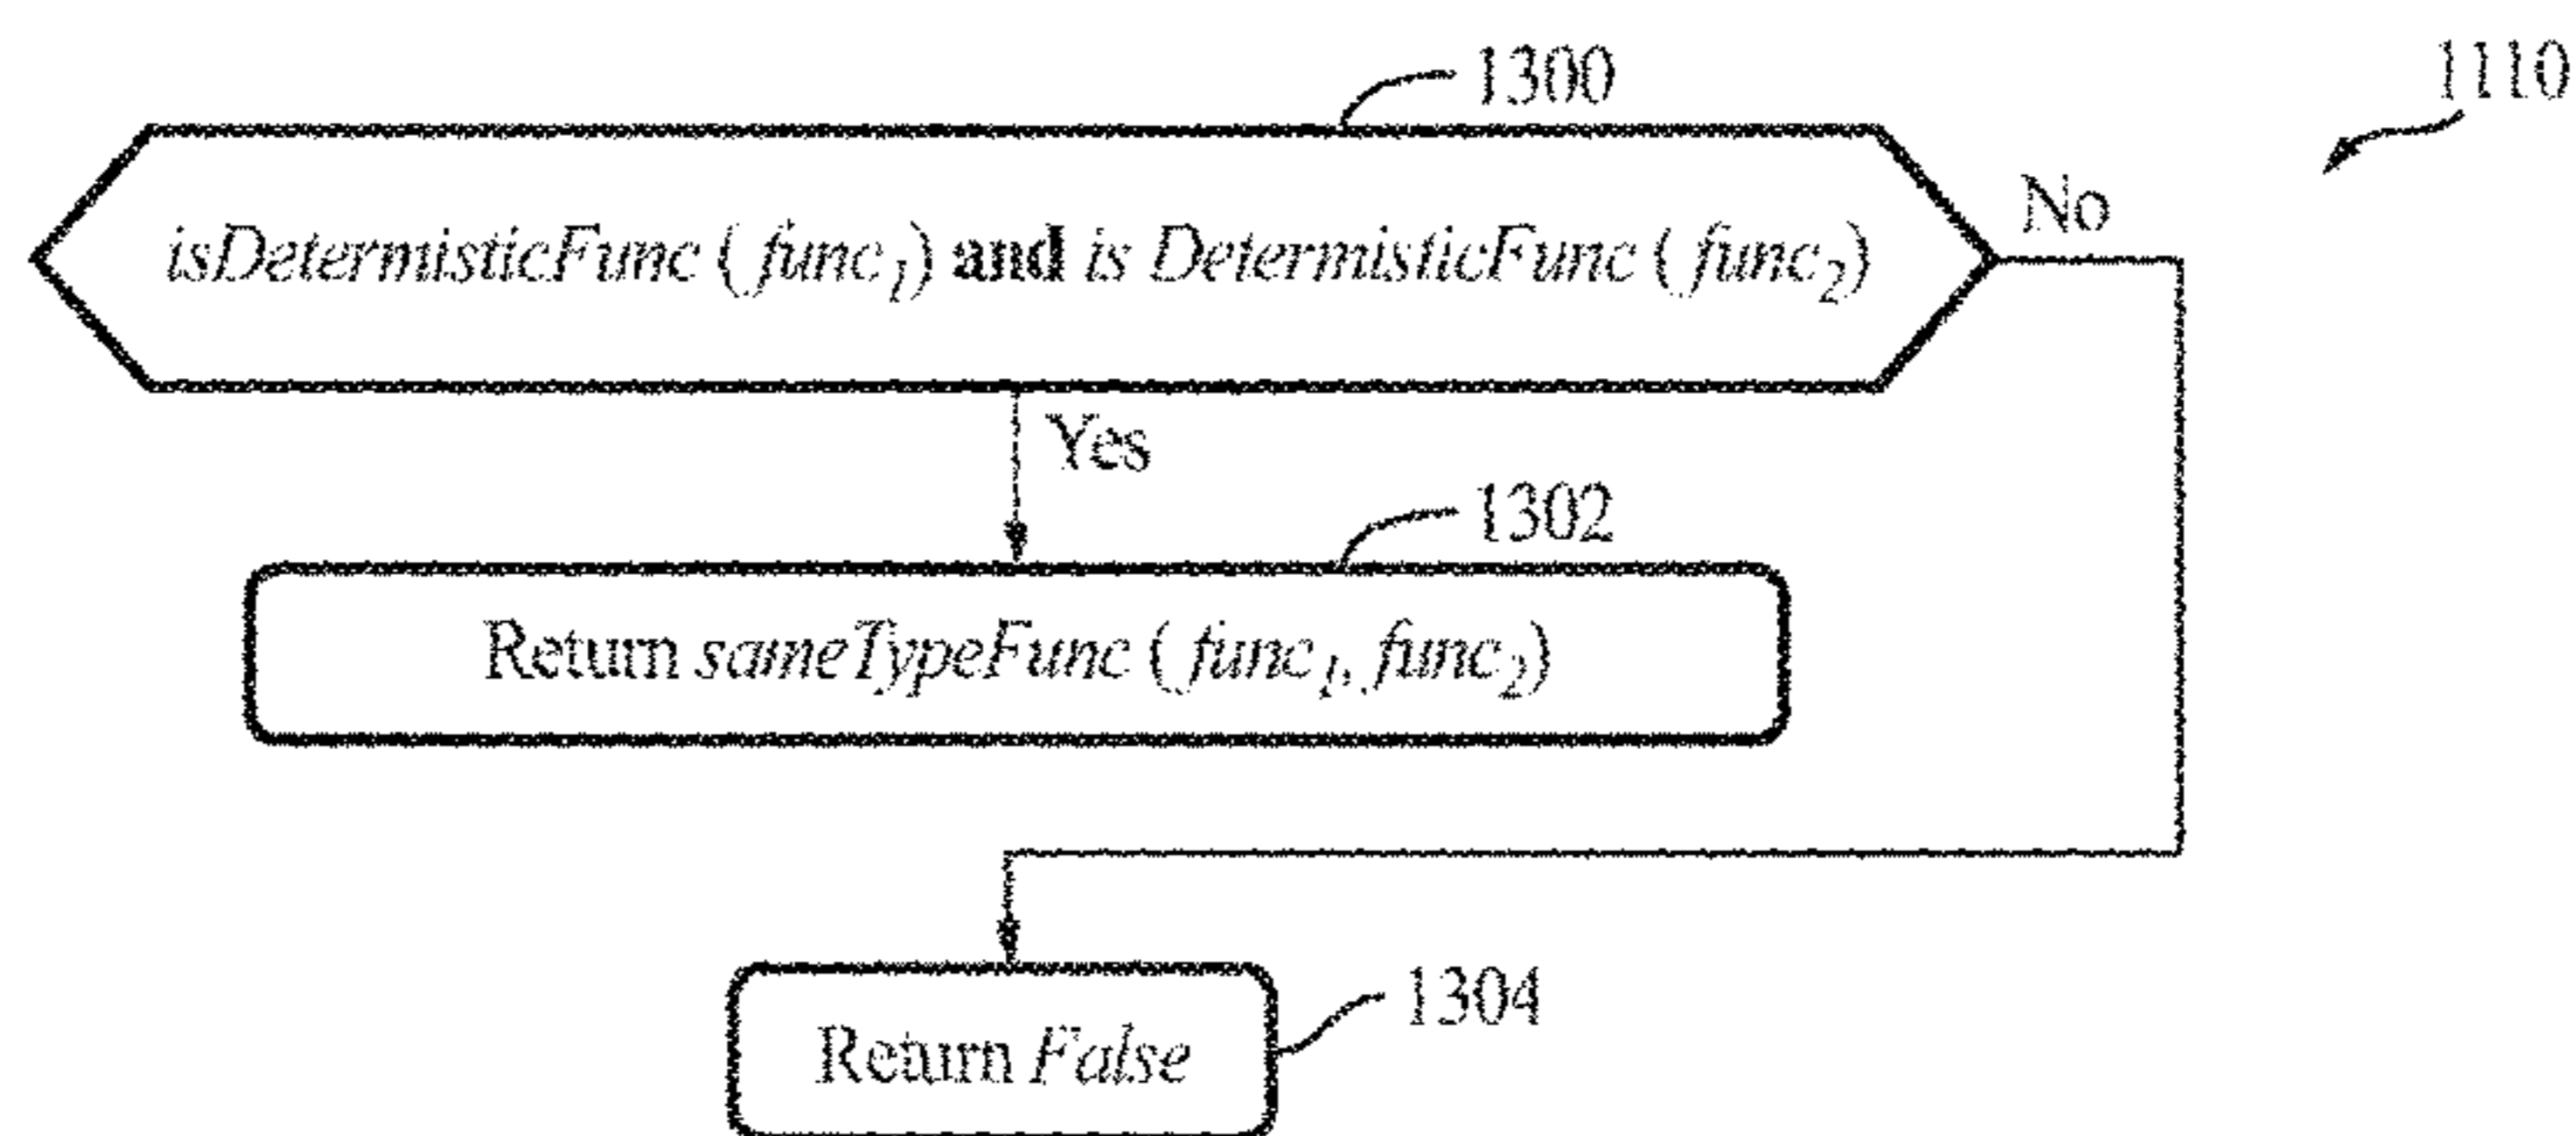 1300
1110
isDetermisticFunc ( func1) and is DetermisticFunc ( func2)
No
Yes
1302
Return sameTypeFunc ( func1, func2)
1304
Return False